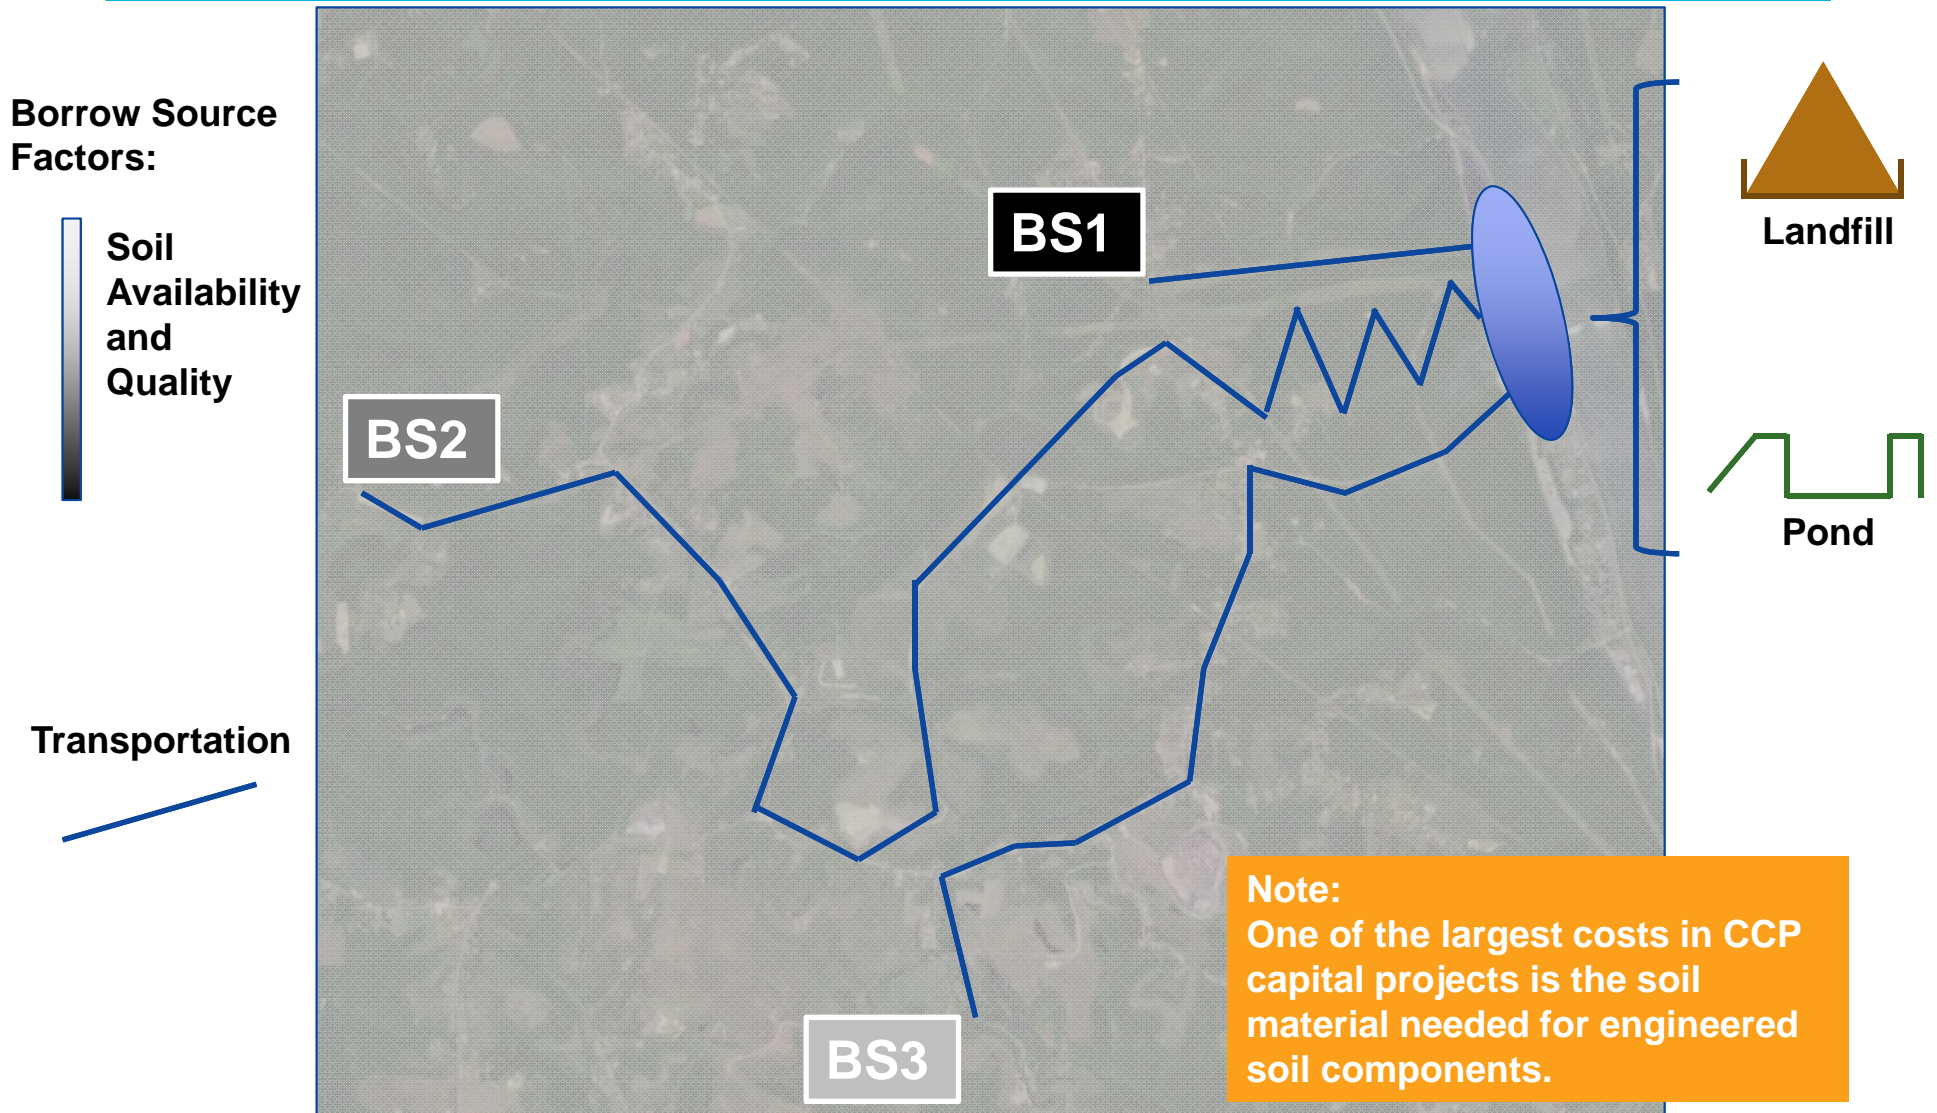 Borrow Source
Factors:
Soil
Availability
and
Quality
Transportation
BS1
BS2
BS3
Landfill
Pond
Note:
One of the largest costs in CCP
capital projects is the soil
material needed for engineered
soil components.